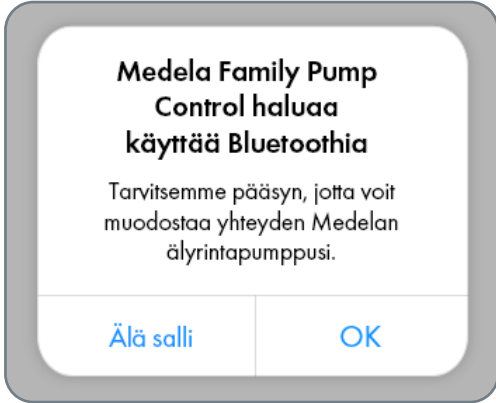 Medela Family Pump
Control haluaa
käyttää Bluetoothia
Tarvitsemme pääsyn, jotta voit
muodostaa yhteyden Medelan
älyrintapumppusi.
Älä salli
OK